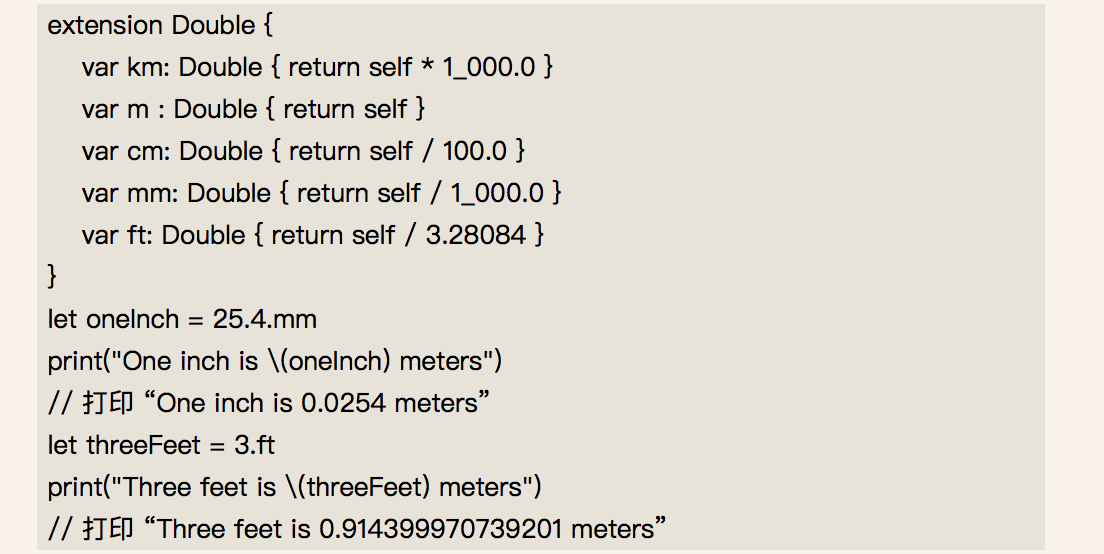 extension Double {
    var km: Double { return self * 1_000.0 }
    var m : Double { return self }
    var cm: Double { return self / 100.0 }
    var mm: Double { return self / 1_000.0 }
    var ft: Double { return self / 3.28084 }
}
let oneInch = 25.4.mm
print("One inch is \(oneInch) meters")
// 打印 “One inch is 0.0254 meters”
let threeFeet = 3.ft
print("Three feet is \(threeFeet) meters")
// 打印 “Three feet is 0.914399970739201 meters”